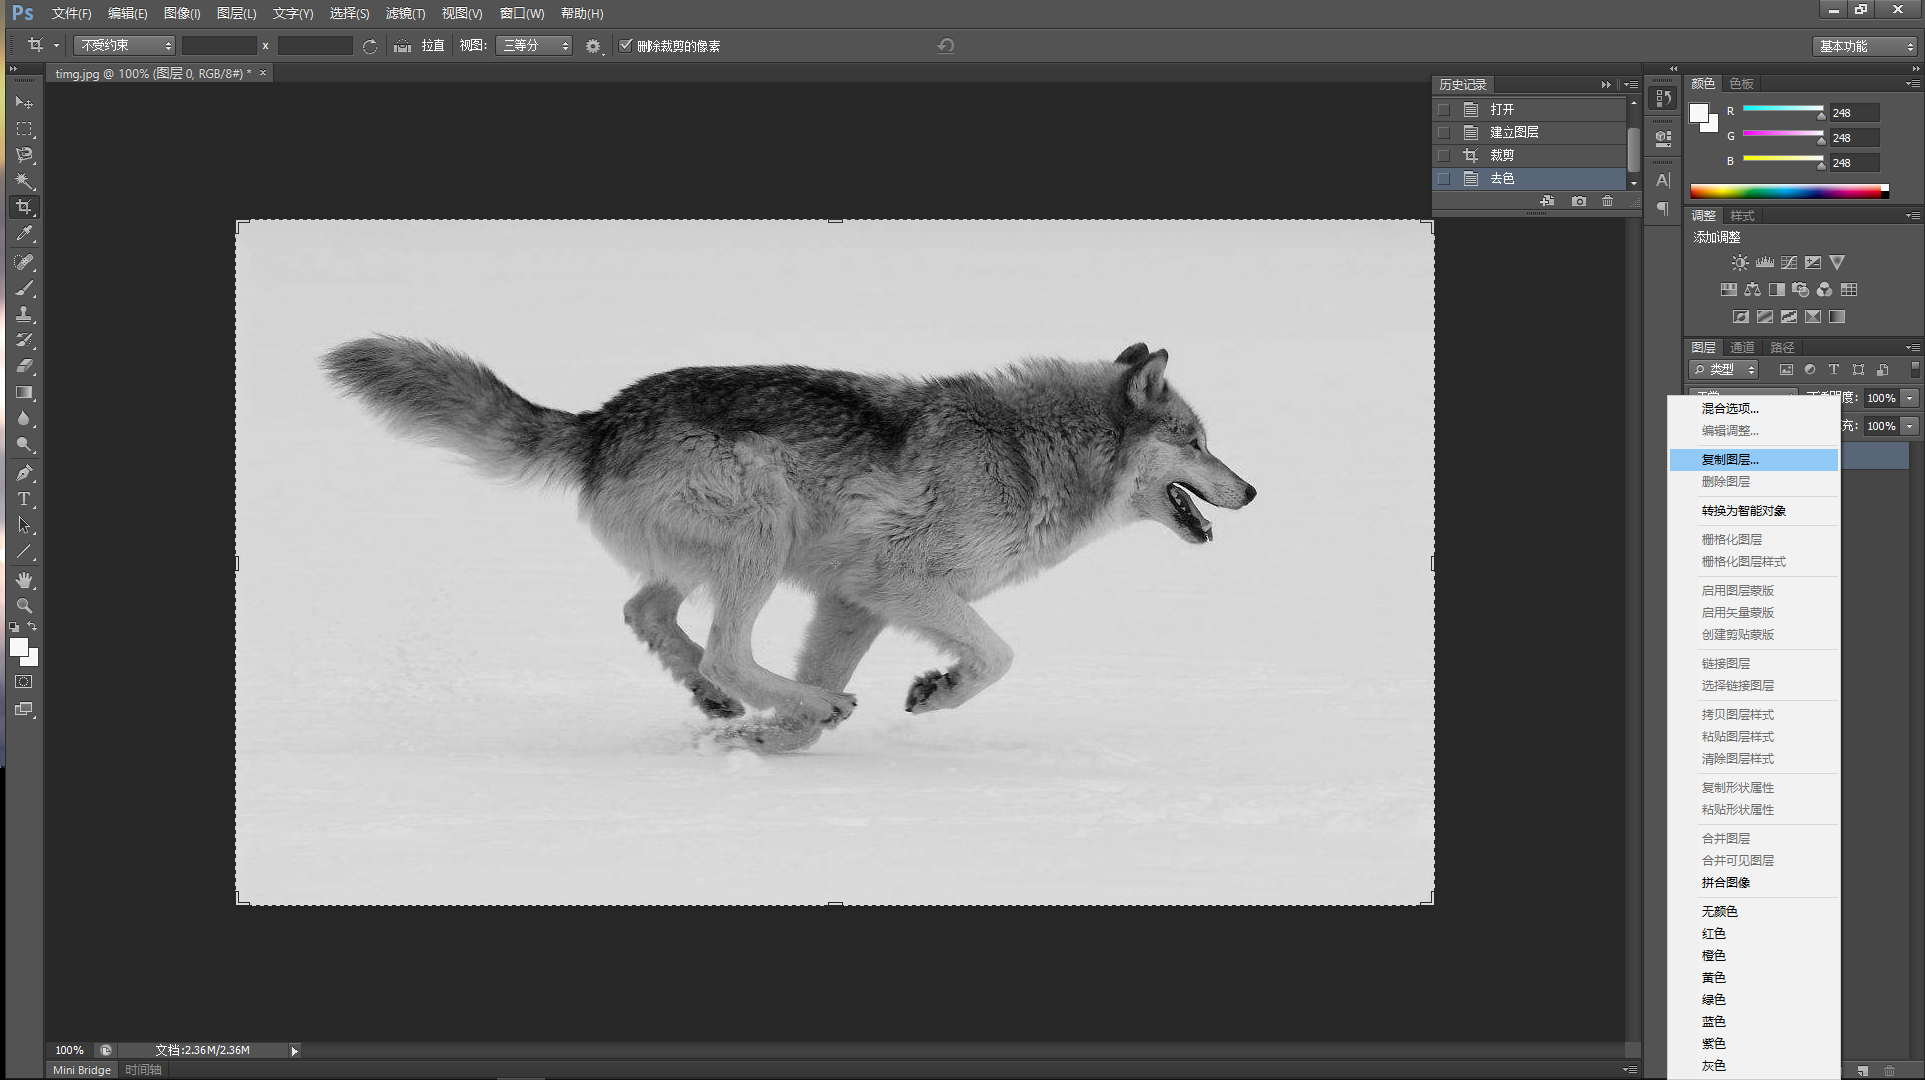 Ps 文件(F) 编辑(E) 图像(I) 图层(L) 文字(Y) 选择(S) 滤镜(T) 视图(V) 窗口(W) 帮助(H)
不受约束 x 拉直 视图: 三等分 删除裁剪的像素 基本功能
timg.jpg @ 100% (图层 0, RGB/8#) * ×
历史记录
打开
建立图层
裁剪
去色
颜色 色板
R 248
G 248
B 248
调整 样式
添加调整
图层 通道 路径
类型
100%
充: 100%
混合选项...
编辑调整...
复制图层...
删除图层
转换为智能对象
栅格化图层
栅格化图层样式
启用图层蒙版
启用矢量蒙版
创建剪贴蒙版
链接图层
选择链接图层
拷贝图层样式
粘贴图层样式
清除图层样式
复制形状属性
粘贴形状属性
合并图层
合并可见图层
拼合图像
无颜色
红色
橙色
黄色
绿色
蓝色
紫色
灰色
100% 文档:2.36M/2.36M
Mini Bridge 时间轴